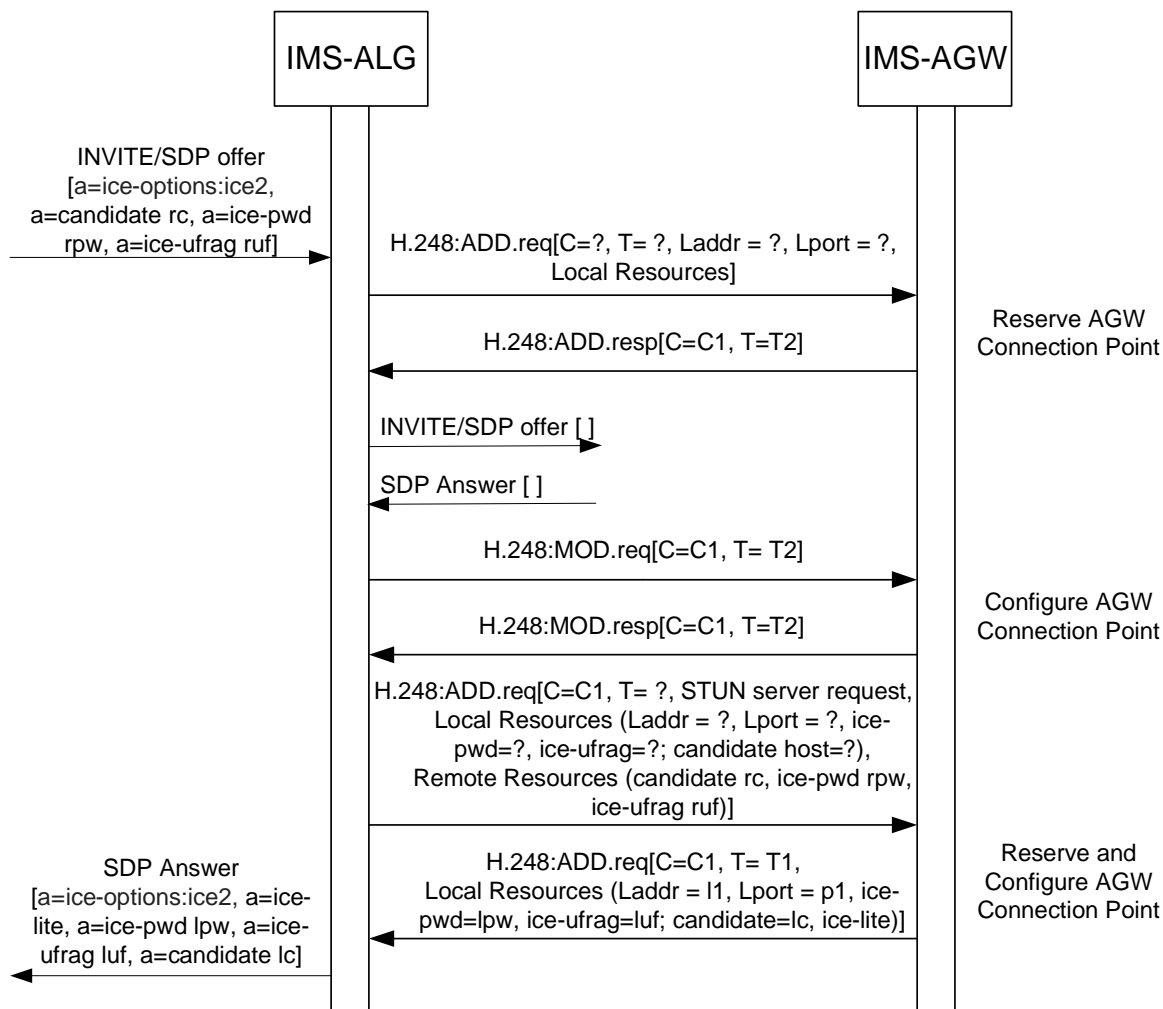 IMS-ALG
IMS-AGW
INVITE/SDP offer
[a=ice-options:ice2,
a=candidate rc, a=ice-pwd
rpw, a=ice-ufrag ruf]
H.248:ADD.req[C=?, T= ?, Laddr = ?, Lport = ?,
Local Resources]
Reserve AGW
Connection Point
H.248:ADD.resp[C=C1, T=T2]
INVITE/SDP offer [ ]
SDP Answer [ ]
H.248:MOD.req[C=C1, T= T2]
Configure AGW
Connection Point
H.248:MOD.resp[C=C1, T=T2]
H.248:ADD.req[C=C1, T= ?, STUN server request,
Local Resources (Laddr = ?, Lport = ?, ice-
pwd=?, ice-ufrag=?; candidate host=?),
Remote Resources (candidate rc, ice-pwd rpw,
ice-ufrag ruf)]
H.248:ADD.req[C=C1, T= T1,
Local Resources (Laddr = l1, Lport = p1, ice-
pwd=lpw, ice-ufrag=luf; candidate=lc, ice-lite)]
Reserve and
Configure AGW
Connection Point
SDP Answer
[a=ice-options:ice2, a=ice-
lite, a=ice-pwd lpw, a=ice-
ufrag luf, a=candidate lc]